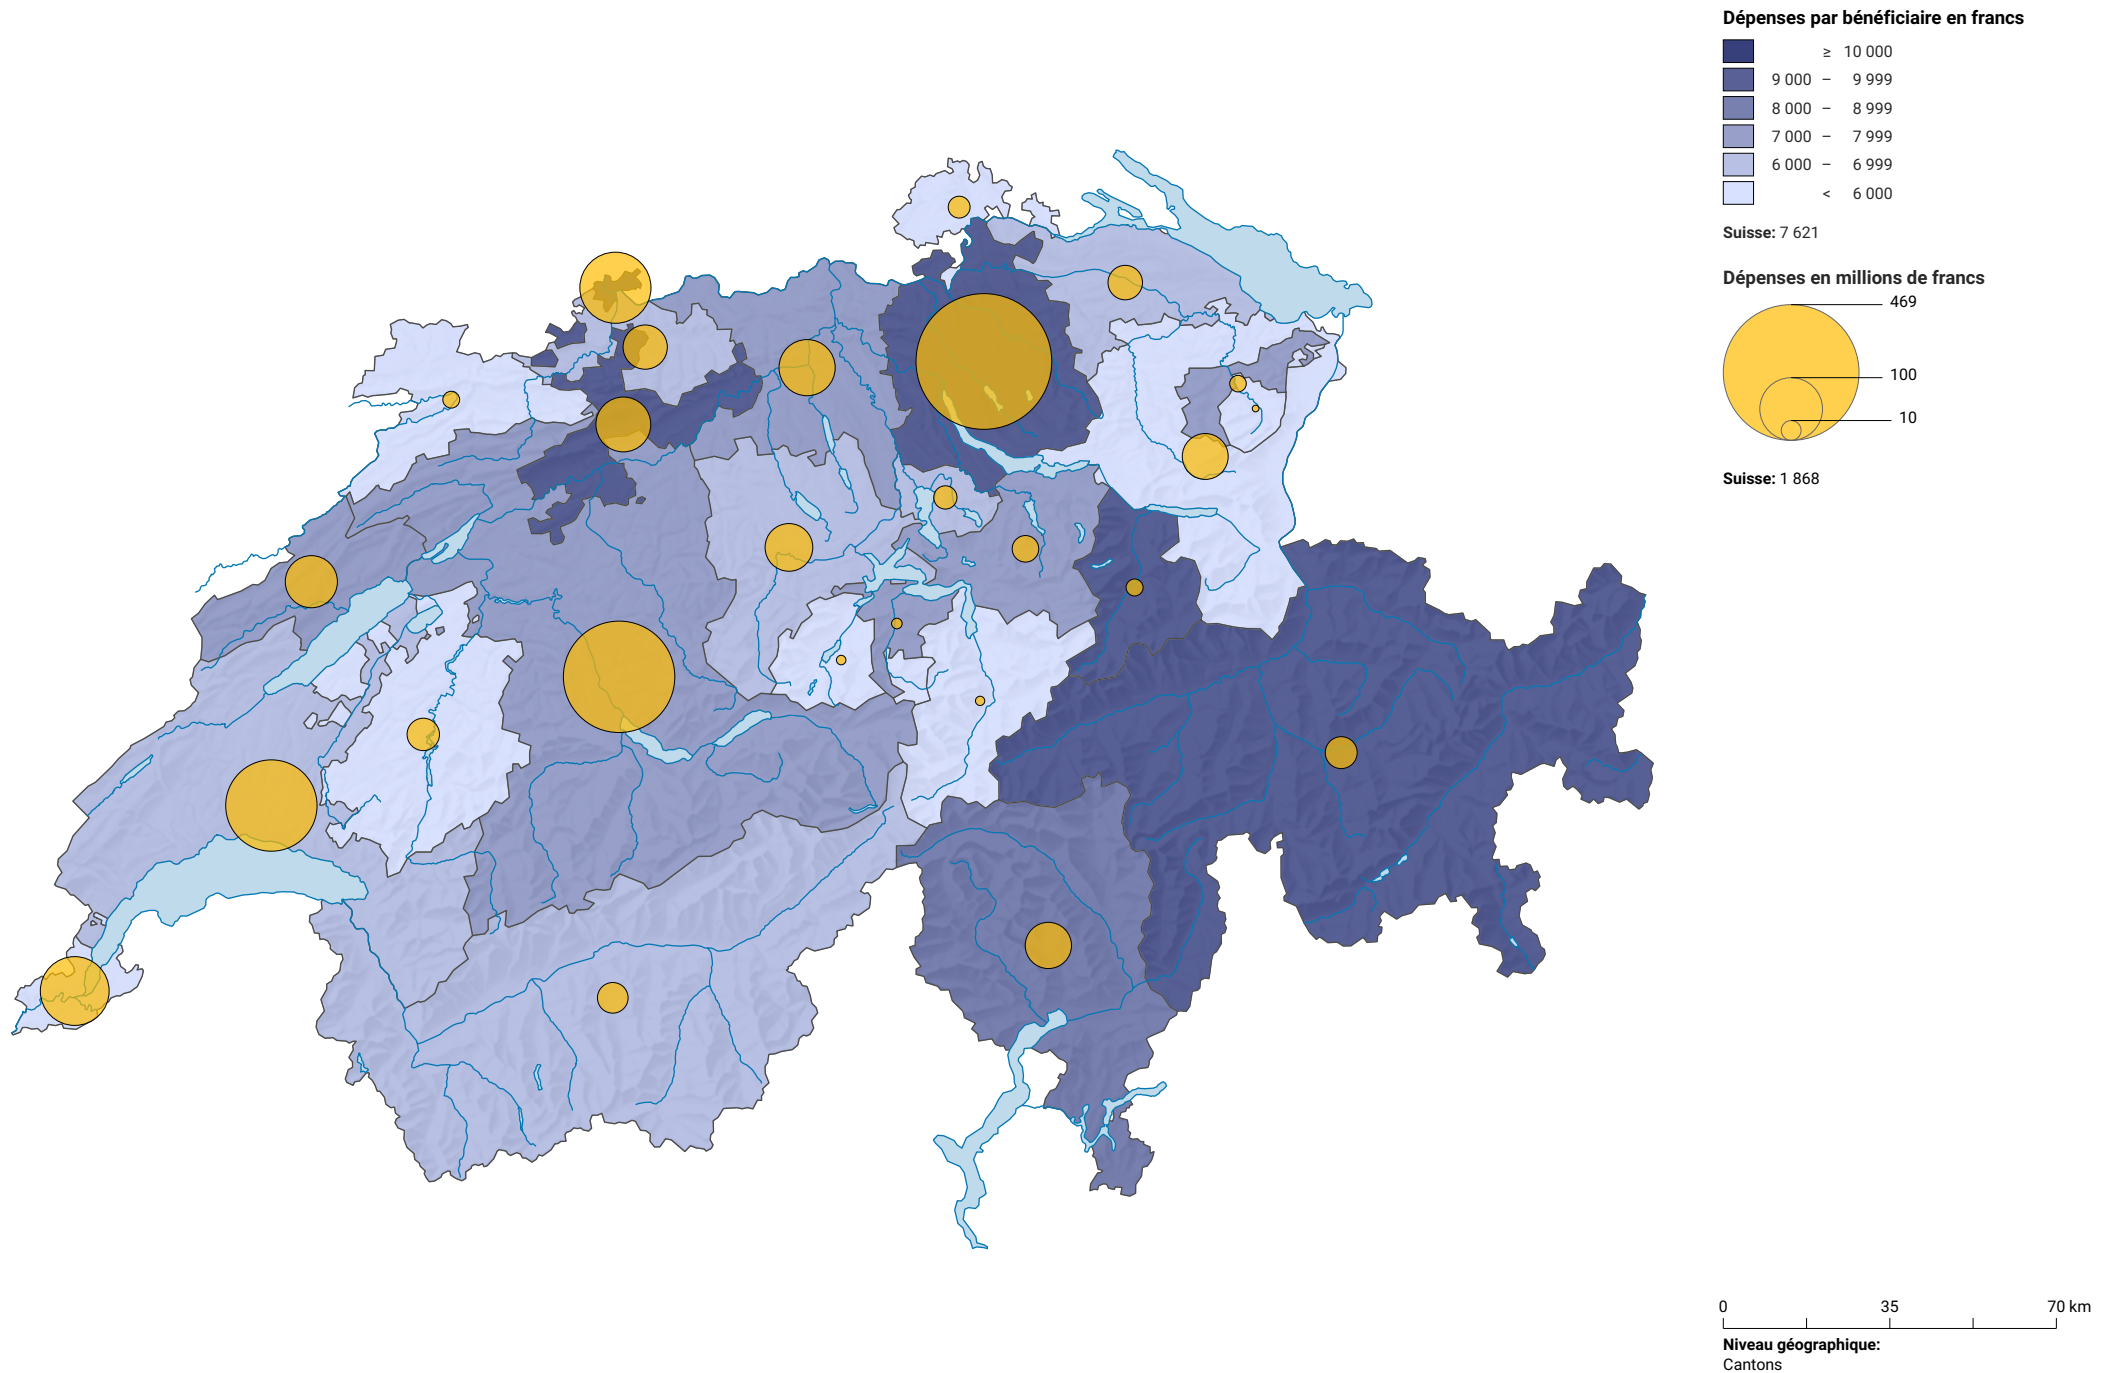 Dépenses par bénéficiaire en francs
≥ 10 000
9 000 – 9 999
8 000 – 8 999
7 000 – 7 999
6 000 – 6 999
< 6 000
Suisse: 7 621
Dépenses en millions de francs
469
100
10
Suisse: 1 868
0 35 70 km
Niveau géographique:
Cantons